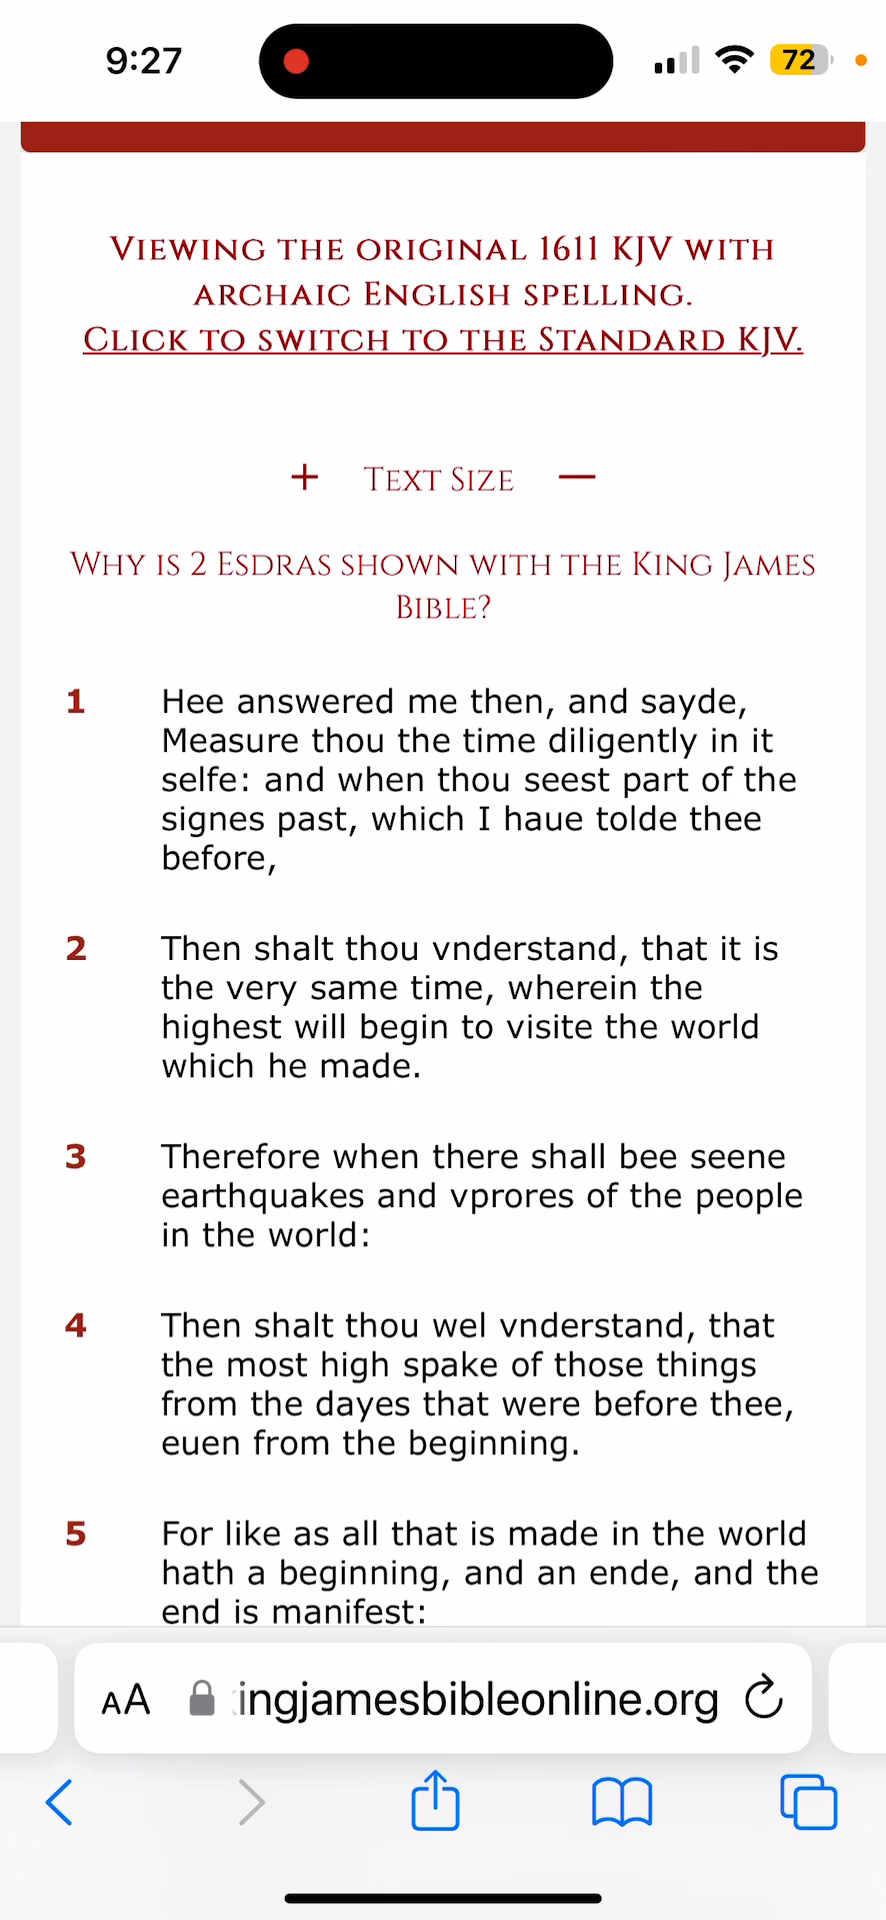 9:27
72
Viewing the original 1611 KJV with
archaic English spelling.
Click to switch to the Standard KJV.
+ Text Size —
Why is 2 Esdras shown with the King James
Bible?
1 Hee answered me then, and sayde,
Measure thou the time diligently in it
selfe: and when thou seest part of the
signes past, which I haue tolde thee
before,
2 Then shalt thou vnderstand, that it is
the very same time, wherein the
highest will begin to visite the world
which he made.
3 Therefore when there shall bee seene
earthquakes and vprores of the people
in the world:
4 Then shalt thou wel vnderstand, that
the most high spake of those things
from the dayes that were before thee,
euen from the beginning.
5 For like as all that is made in the world
hath a beginning, and an ende, and the
end is manifest:
AA ingjamesbibleonline.org